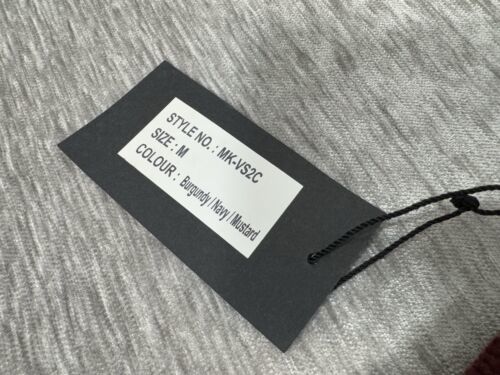 STYLE NO. : MK-VS2C
SIZE : M
COLOUR : Burgundy / Navy / Mustard